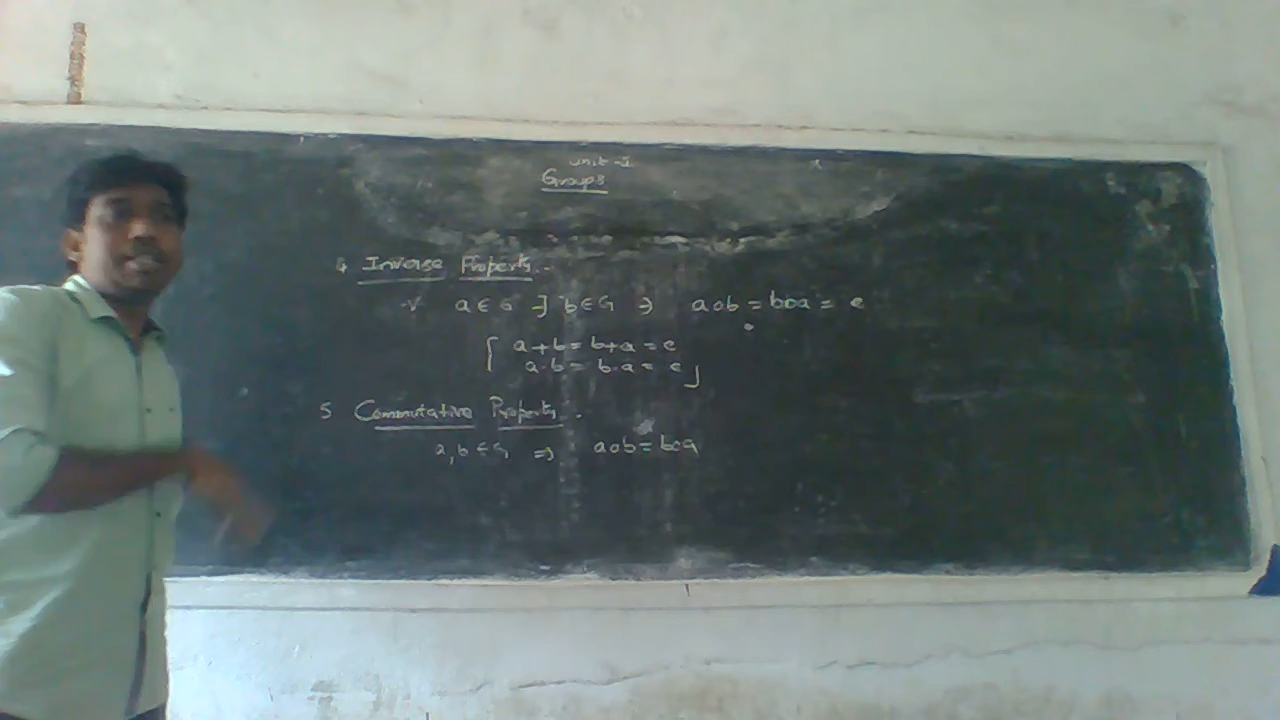 Unit-I
Groups
4 Inverse Property.
∀ a∈G ∃ b∈G ∋ aob = boa = e
{ a+b = b+a = e
a.b = b.a = e }
5 Commutative Property.
a, b ∈ G ⇒ aob = boa